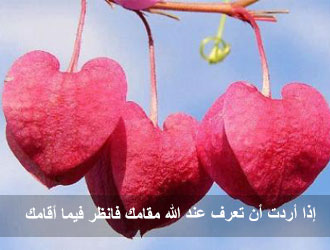 إذا أردت أن تعرف عند الله مقامك فانظر فيما أقامك